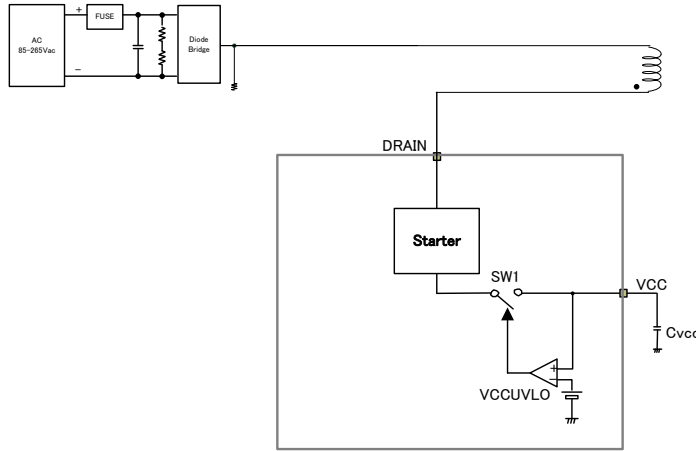 +
FUSE
AC
85-265Vac
Diode
Bridge
−
DRAIN
Starter
SW1
VCC
Cvcc
+
−
VCCUVLO